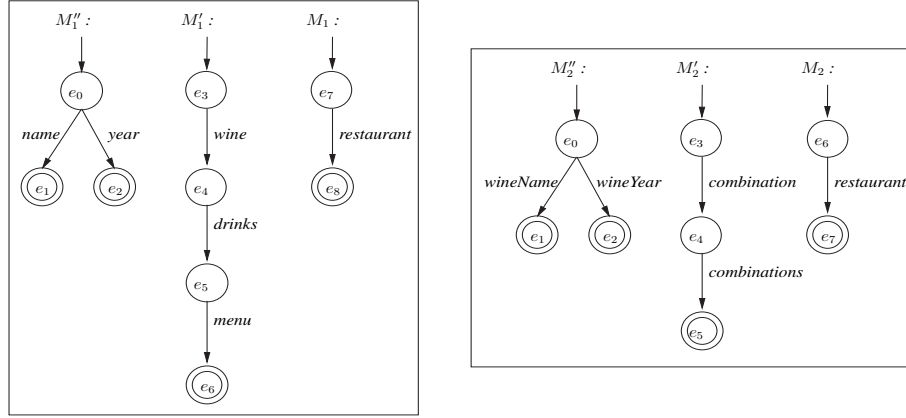 M₁'' :
M₁' :
M₁ :
e₀
e₃
e₇
name
year
wine
restaurant
e₁
e₂
e₄
e₈
drinks
e₅
menu
e₆
M₂'' :
M₂' :
M₂ :
e₀
e₃
e₆
wineName
wineYear
combination
restaurant
e₁
e₂
e₄
e₇
combinations
e₅